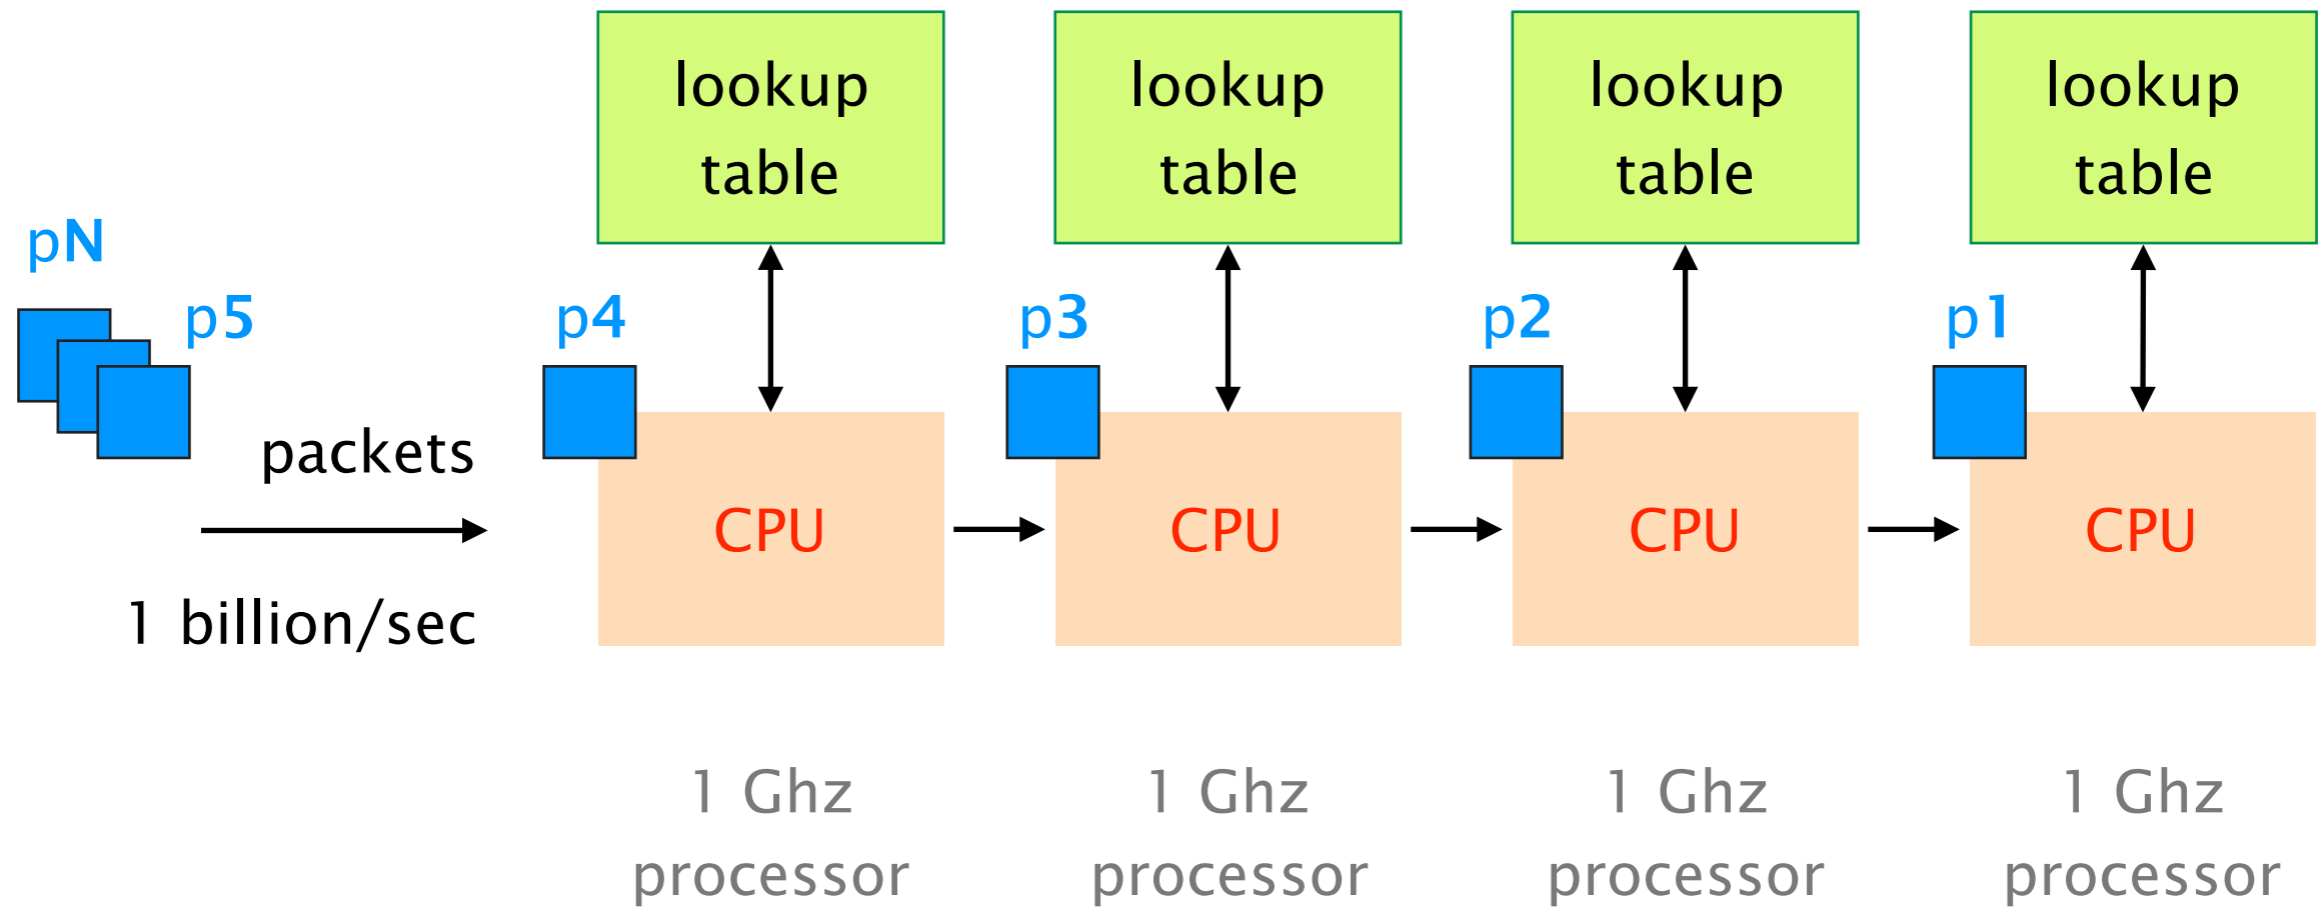 lookup
table
lookup
table
lookup
table
lookup
table
pN
p5
p4
p3
p2
p1
packets
1 billion/sec
CPU
CPU
CPU
CPU
1 Ghz
processor
1 Ghz
processor
1 Ghz
processor
1 Ghz
processor